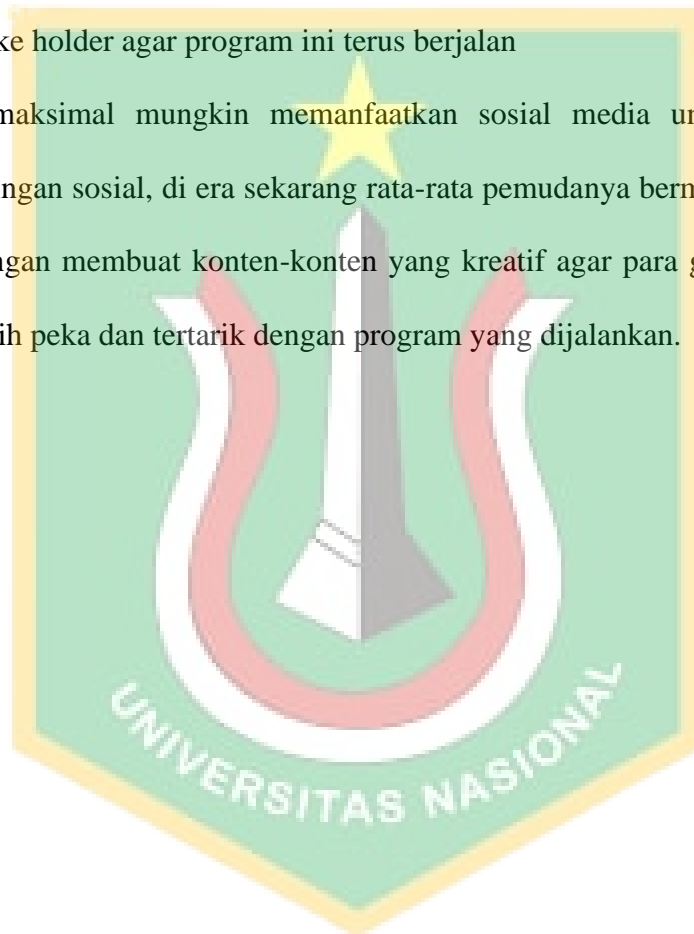 ke holder agar program ini terus berjalan
maksimal mungkin memanfaatkan sosial media
ngan sosial, di era sekarang rata-rata pemudanya
ngan membuat konten-konten yang kreatif agar para
ih peka dan tertarik dengan program yang dijalankan.
UNIVERSITAS NASIONAL